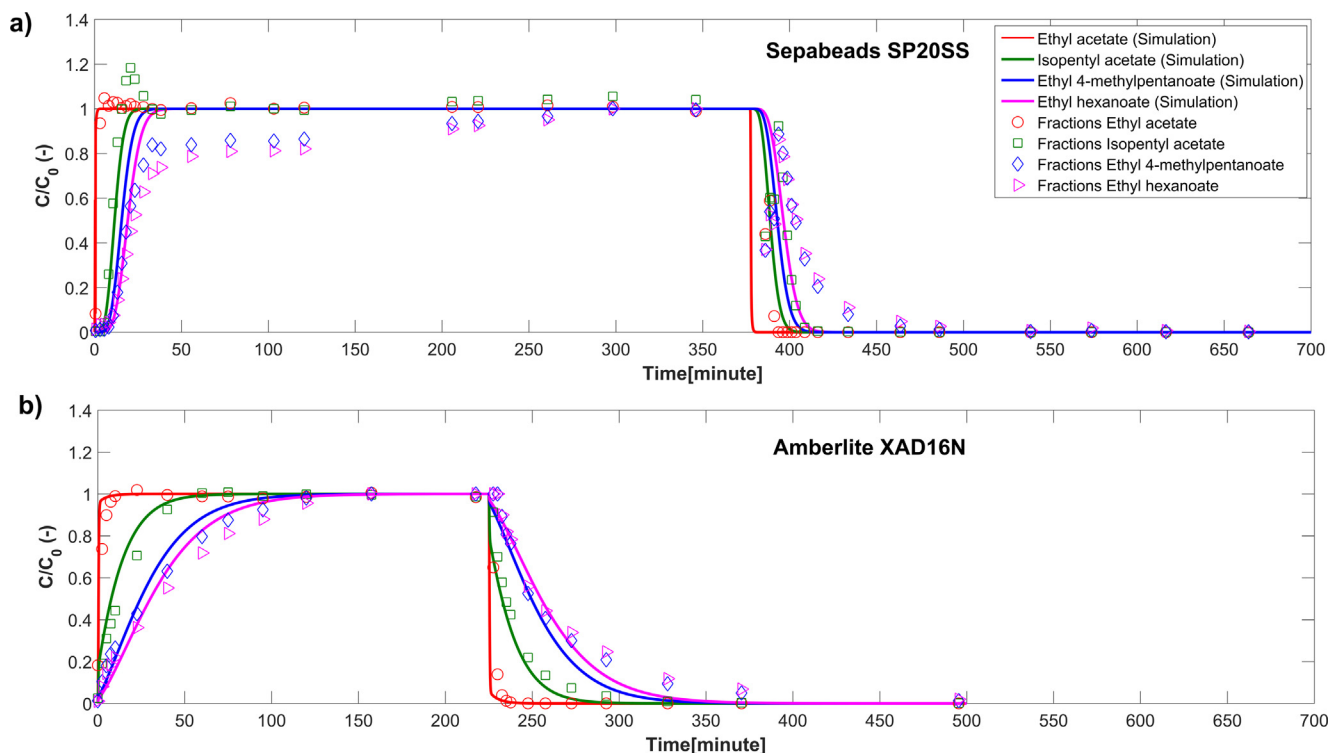 a)
Sepabeads SP20SS
Ethyl acetate (Simulation)
Isopentyl acetate (Simulation)
Ethyl 4-methylpentanoate (Simulation)
Ethyl hexanoate (Simulation)
Fractions Ethyl acetate
Fractions Isopentyl acetate
Fractions Ethyl 4-methylpentanoate
Fractions Ethyl hexanoate
C/C0 (-)
1.4
1.2
1
0.8
0.6
0.4
0.2
0
0 50 100 150 200 250 300 350 400 450 500 550 600 650 700
Time[minute]
b)
Amberlite XAD16N
C/C0 (-)
1.4
1.2
1
0.8
0.6
0.4
0.2
0
0 50 100 150 200 250 300 350 400 450 500 550 600 650 700
Time[minute]